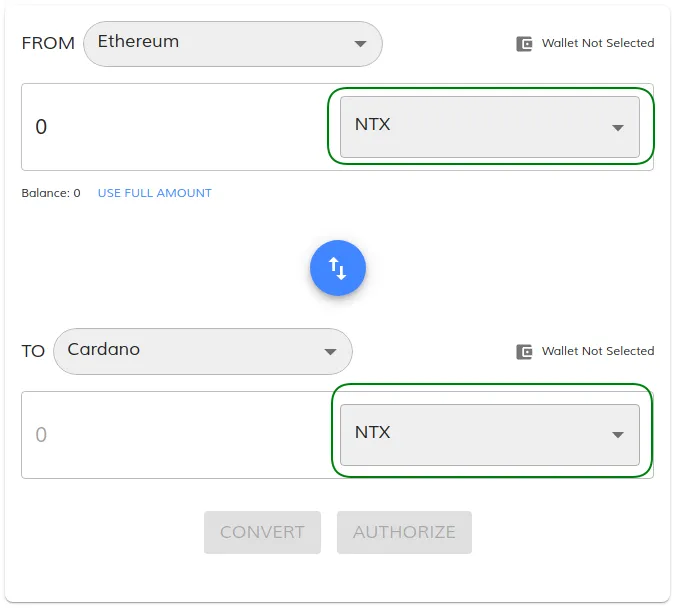 FROM Ethereum Wallet Not Selected
0 NTX
Balance: 0 USE FULL AMOUNT
TO Cardano Wallet Not Selected
0 NTX
CONVERT AUTHORIZE